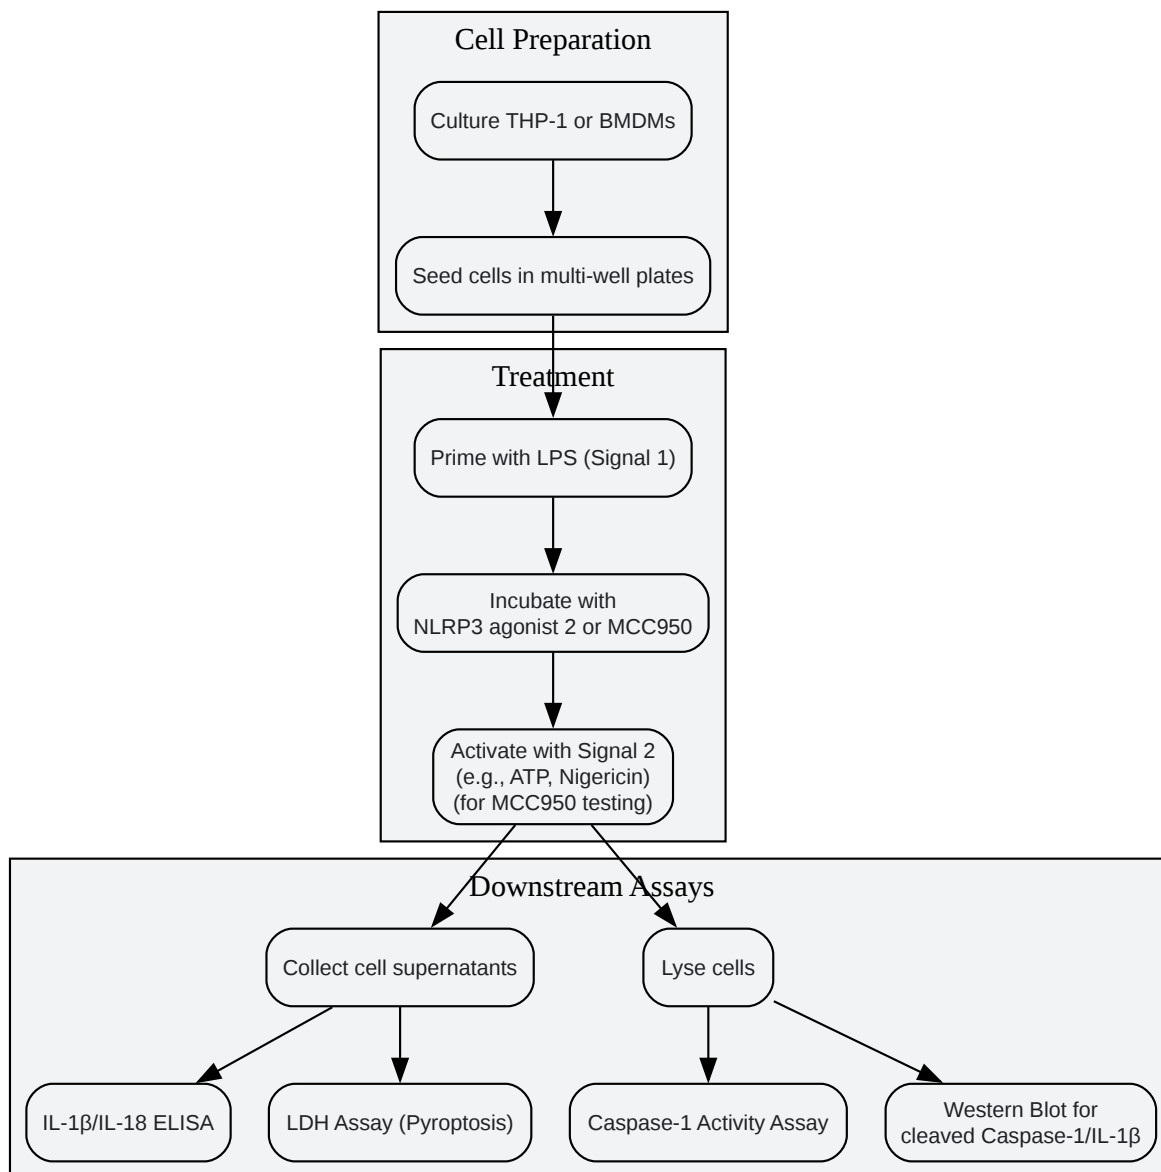 Cell Preparation
Culture THP-1 or BMDMs
Seed cells in multi-well plates
Treatment
Prime with LPS (Signal 1)
Incubate with
NLRP3 agonist 2 or MCC950
Activate with Signal 2
(e.g., ATP, Nigericin)
(for MCC950 testing)
Downstream Assays
Collect cell supernatants
Lyse cells
IL-1β/IL-18 ELISA
LDH Assay (Pyroptosis)
Caspase-1 Activity Assay
Western Blot for
cleaved Caspase-1/IL-1β